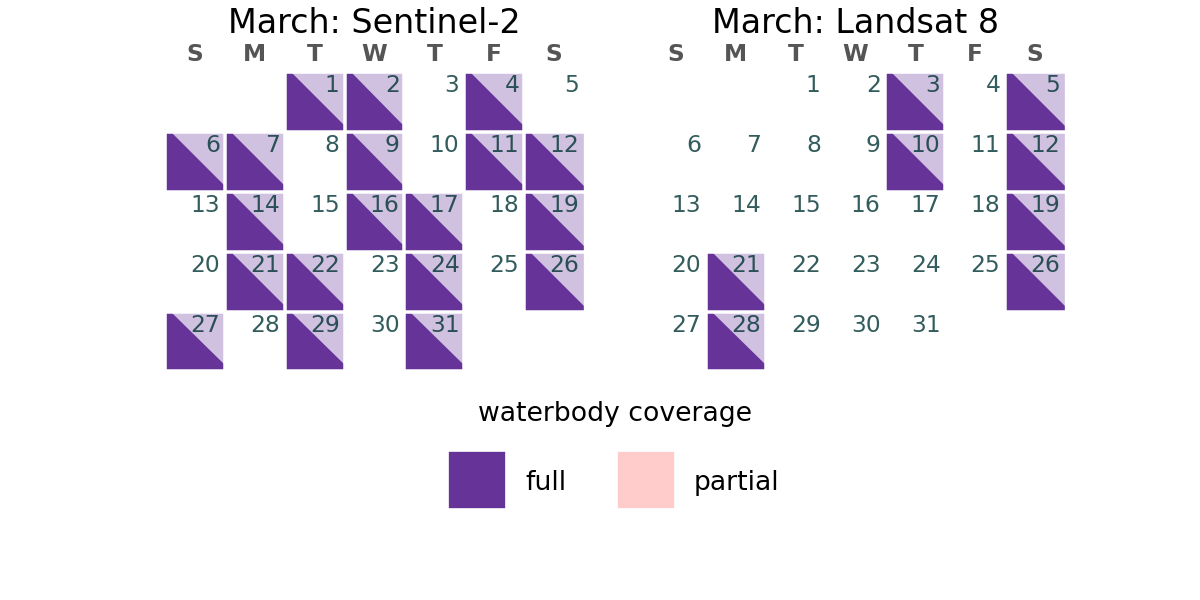 March: Sentinel-2
S M T W T F S
1 2 3 4 5
6 7 8 9 10 11 12
13 14 15 16 17 18 19
20 21 22 23 24 25 26
27 28 29 30 31
March: Landsat 8
S M T W T F S
1 2 3 4 5
6 7 8 9 10 11 12
13 14 15 16 17 18 19
20 21 22 23 24 25 26
27 28 29 30 31
waterbody coverage
full partial